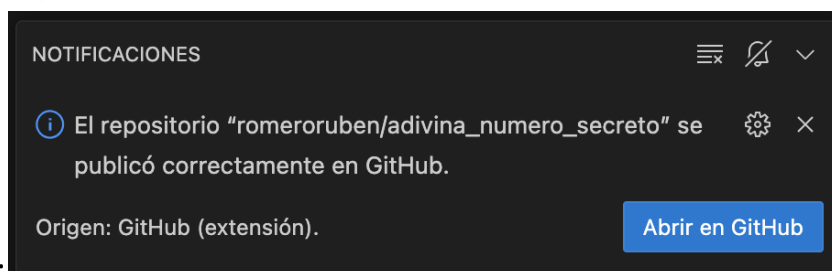 NOTIFICACIONES
El repositorio “romeroruben/adivina_numero_secreto” se
publicó correctamente en GitHub.
Origen: GitHub (extensión).
Abrir en GitHub